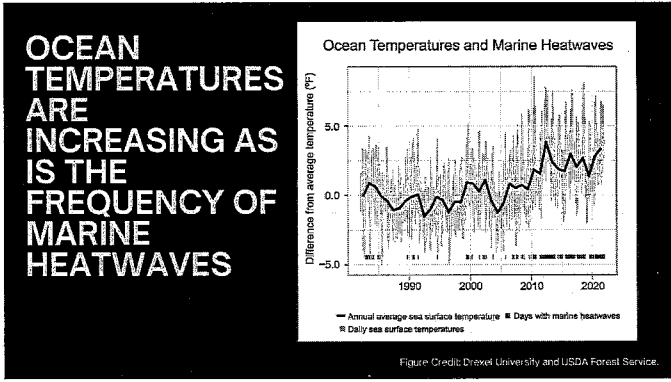 OCEAN
TEMPERATURES
ARE
INCREASING AS
IS THE
FREQUENCY OF
MARINE
HEATWAVES
Ocean Temperatures and Marine Heatwaves
Difference from average temperature (°F)
5.0
0.0
-5.0
1990
2000
2010
2020
Annual average sea surface temperature
Days with marine heatwaves
Daily sea surface temperatures
Figure Credit: Drexel University and USDA Forest Service.